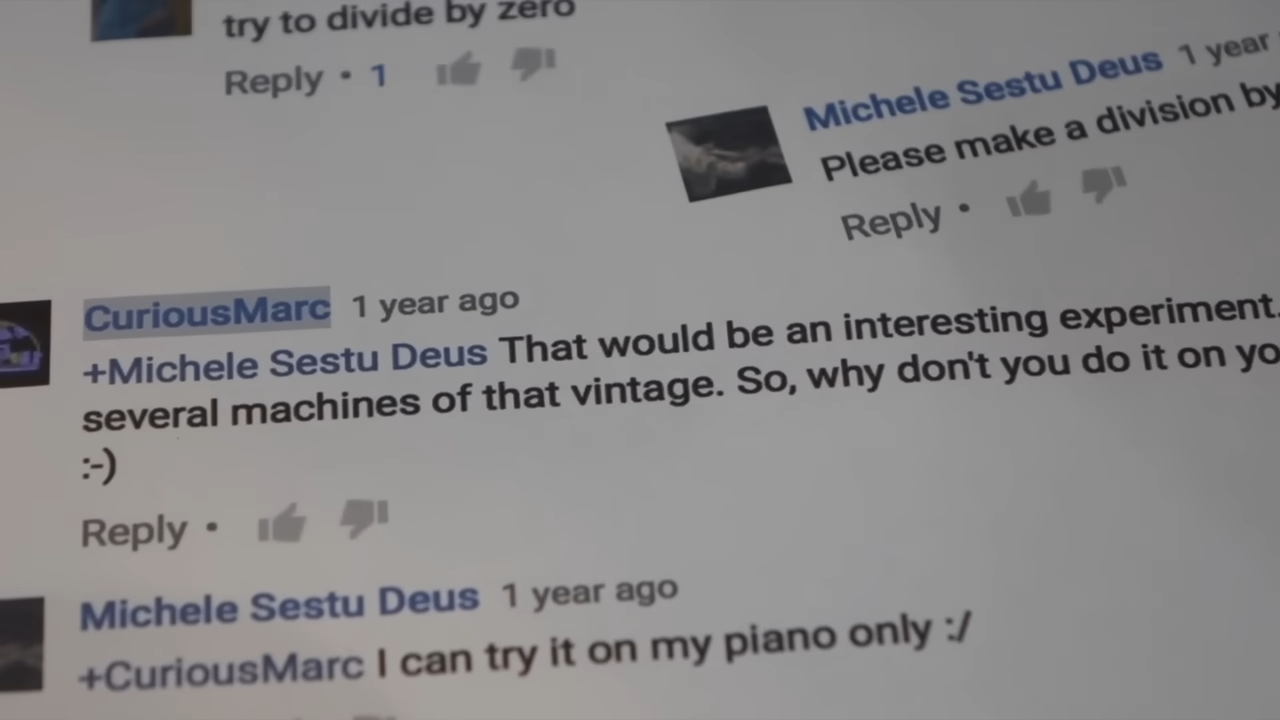 try to divide by zero
Reply • 1
Michele Sestu Deus 1 year
Please make a division by
Reply •
CuriousMarc 1 year ago
+Michele Sestu Deus That would be an interesting experiment.
several machines of that vintage. So, why don't you do it on yo
:-)
Reply •
Michele Sestu Deus 1 year ago
+CuriousMarc I can try it on my piano only :/